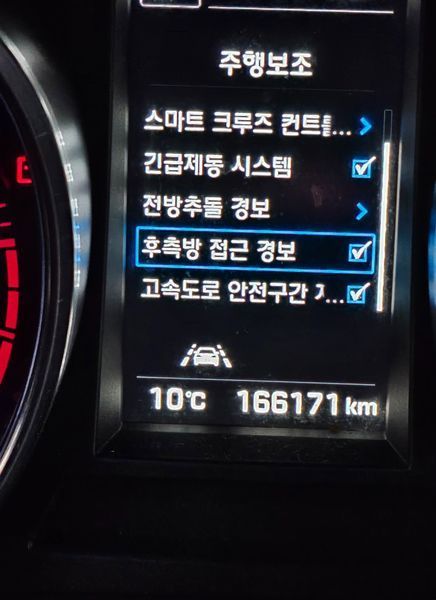 주행보조
스마트 크루즈 컨트롤...
긴급제동 시스템
전방추돌 경보
후측방 접근 경보
고속도로 안전구간 ...
10℃ 166171 km